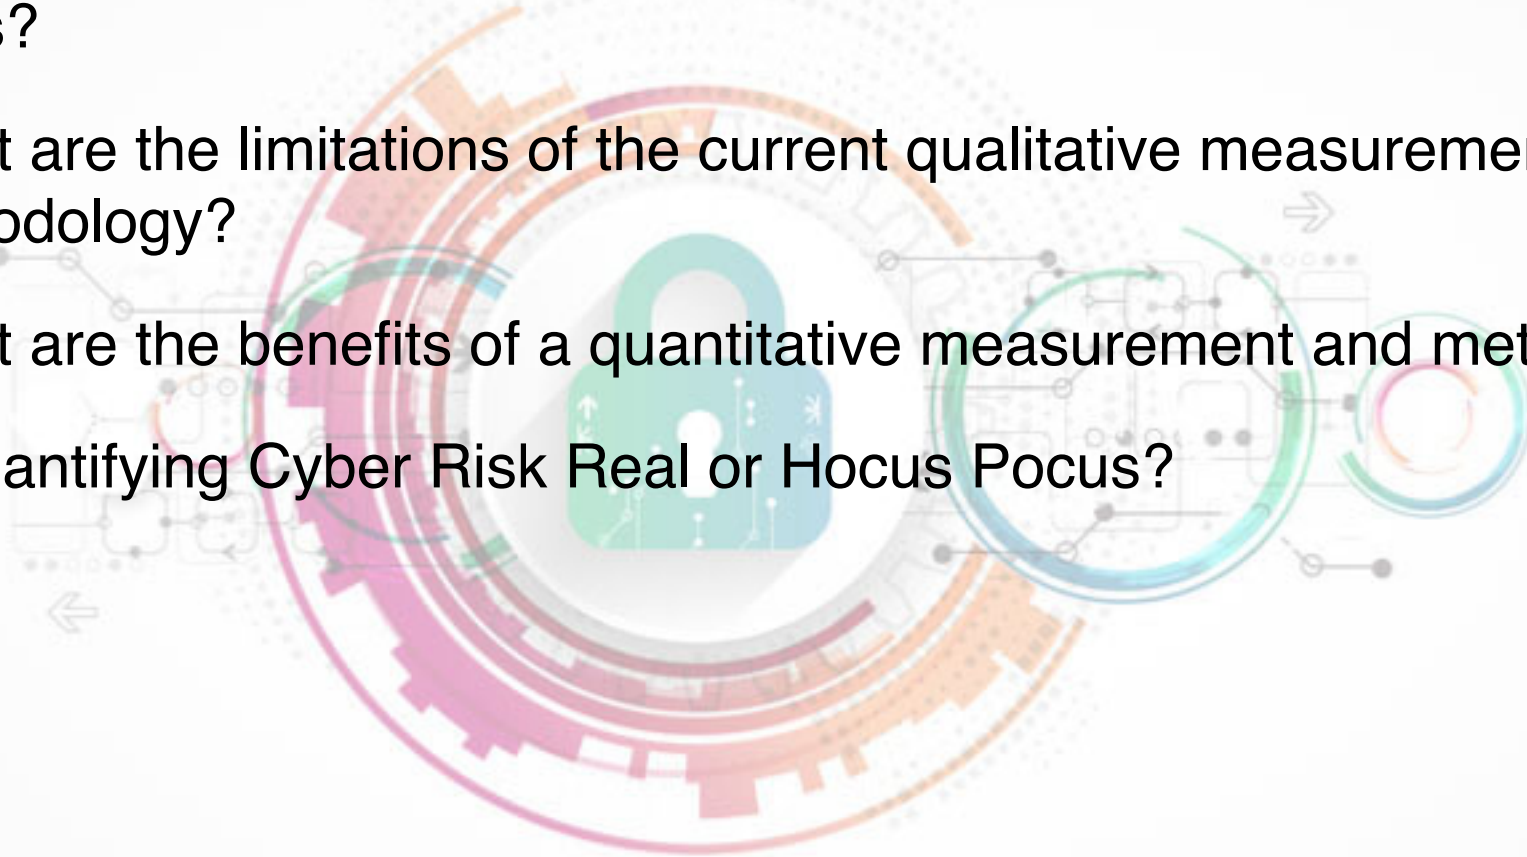 s?
t are the limitations of the current qualitative measuremen
odology?
t are the benefits of a quantitative measurement and met
antifying Cyber Risk Real or Hocus Pocus?